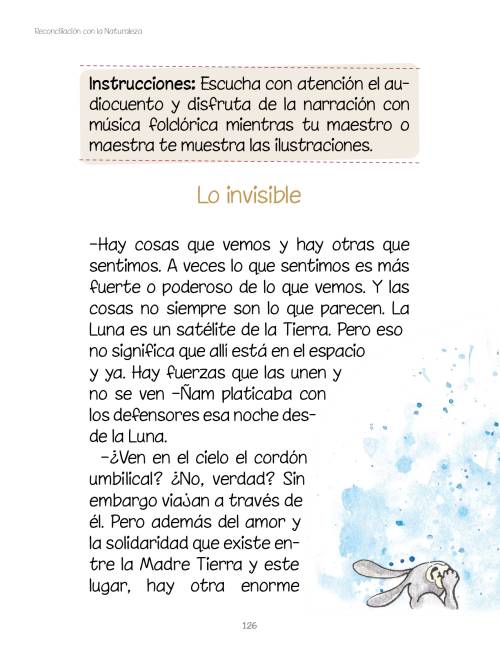 Reconciliación con la Naturaleza
Instrucciones: Escucha con atención el au-
diocuento y disfruta de la narración con
música folclórica mientras tu maestro o
maestra te muestra las ilustraciones.
Lo invisible
–Hay cosas que vemos y hay otras que
sentimos. A veces lo que sentimos es más
fuerte o poderoso de lo que vemos. Y las
cosas no siempre son lo que parecen. La
Luna es un satélite de la Tierra. Pero eso
no significa que allí está en el espacio
y ya. Hay fuerzas que las unen y
no se ven –Ñam platicaba con
los defensores esa noche des-
de la Luna.
–¿Ven en el cielo el cordón
umbilical? ¿No, verdad? Sin
embargo viajan a través de
él. Pero además del amor y
la solidaridad que existe en-
tre la Madre Tierra y este
lugar, hay otra enorme
126